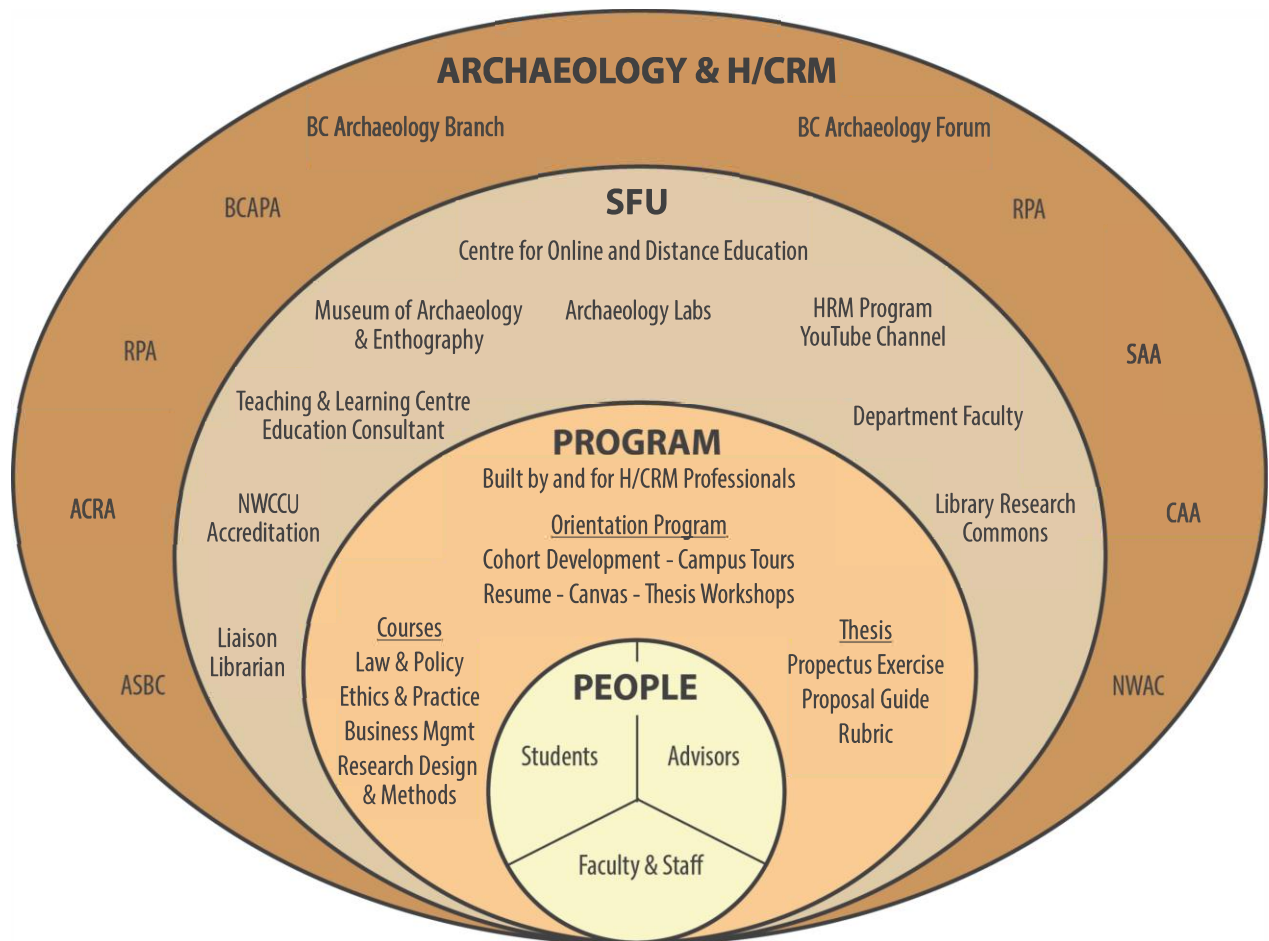 ARCHAEOLOGY & H/CRM
BC Archaeology Branch
BC Archaeology Forum
BCAPA
RPA
RPA
SAA
ACRA
CAA
ASBC
NWAC
SFU
Centre for Online and Distance Education
Museum of Archaeology
& Enthography
Archaeology Labs
HRM Program
YouTube Channel
Teaching & Learning Centre
Education Consultant
Department Faculty
NWCCU
Accreditation
Library Research
Commons
Liaison
Librarian
PROGRAM
Built by and for H/CRM Professionals
Orientation Program
Cohort Development - Campus Tours
Resume - Canvas - Thesis Workshops
Courses
Law & Policy
Ethics & Practice
Business Mgmt
Research Design
& Methods
Thesis
Propectus Exercise
Proposal Guide
Rubric
PEOPLE
Students
Advisors
Faculty & Staff